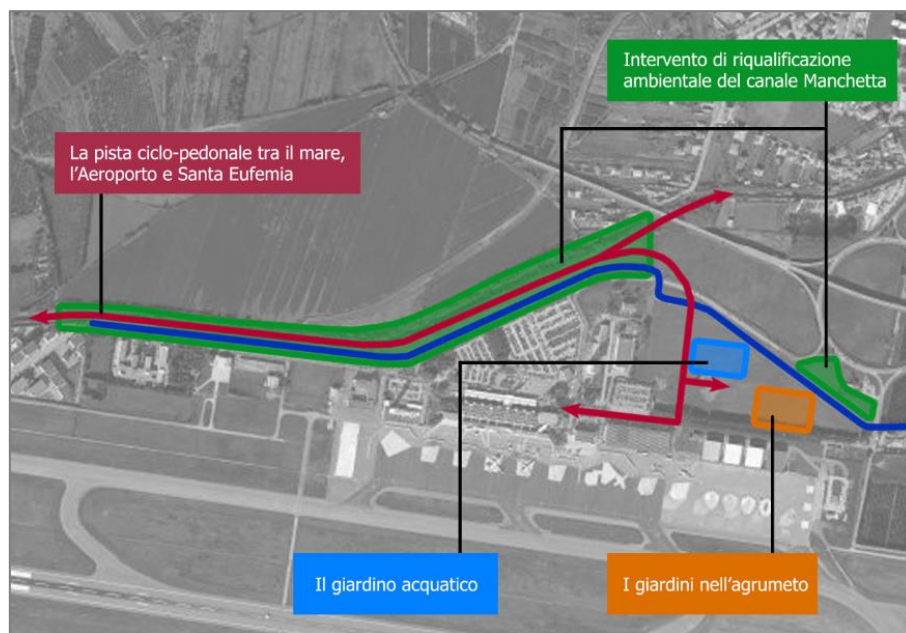 Intervento di riqualificazione
ambientale del canale Manchetta
La pista ciclo-pedonale tra il mare,
l'Aeroporto e Santa Eufemia
Il giardino acquatico
I giardini nell'agrumeto